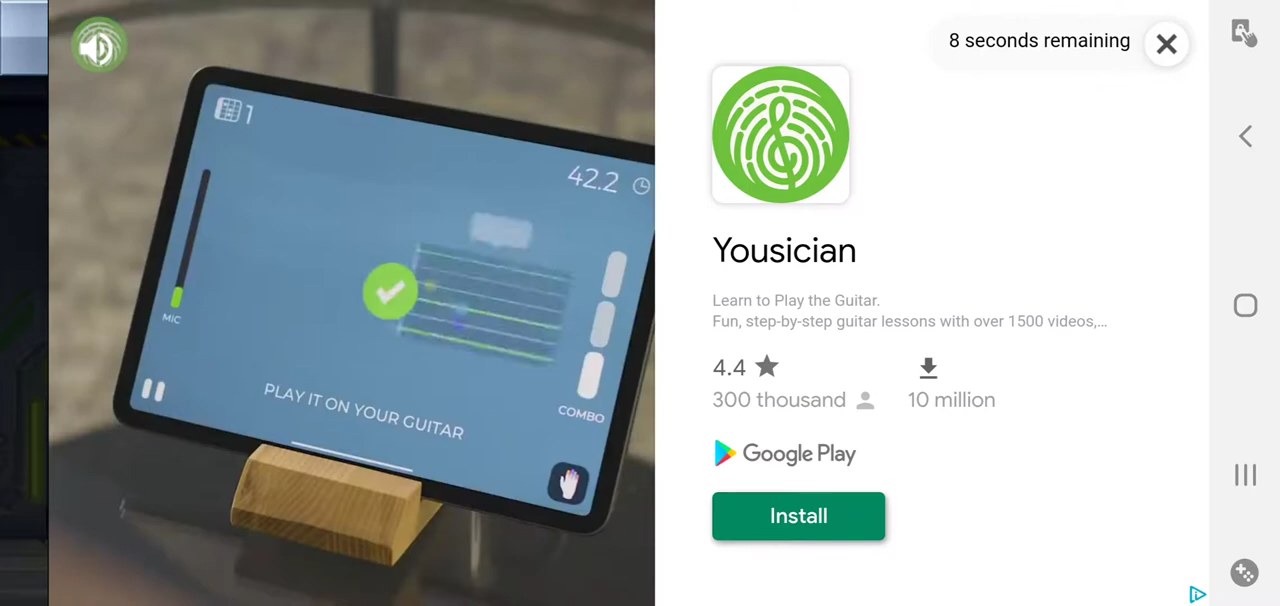 1
42.2
MIC
PLAY IT ON YOUR GUITAR
COMBO
8 seconds remaining
Yousician
Learn to Play the Guitar.
Fun, step-by-step guitar lessons with over 1500 videos,...
4.4
300 thousand
10 million
Google Play
Install